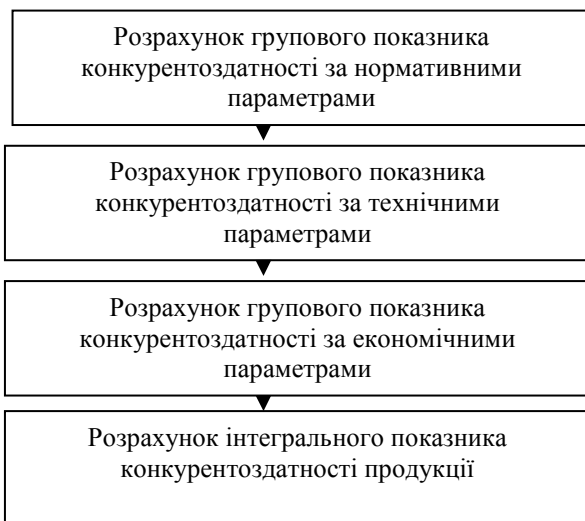 Розрахунок групового показника
конкурентоздатності за нормативними
параметрами
Розрахунок групового показника
конкурентоздатності за технічними
параметрами
Розрахунок групового показника
конкурентоздатності за економічними
параметрами
Розрахунок інтегрального показника
конкурентоздатності продукції